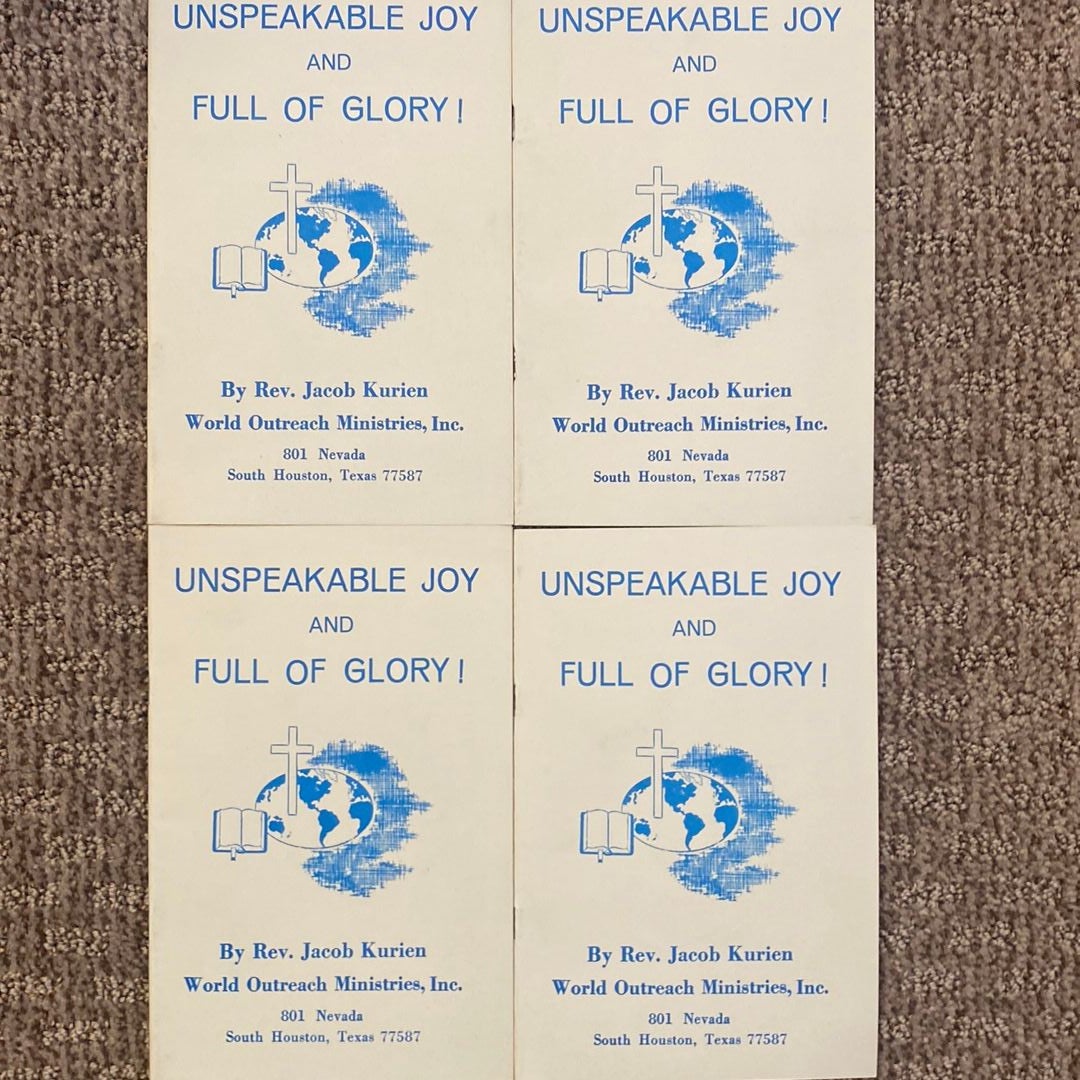 UNSPEAKABLE JOY
AND
FULL OF GLORY!
By Rev. Jacob Kurien
World Outreach Ministries, Inc.
801 Nevada
South Houston, Texas 77587
UNSPEAKABLE JOY
AND
FULL OF GLORY!
By Rev. Jacob Kurien
World Outreach Ministries, Inc.
801 Nevada
South Houston, Texas 77587
UNSPEAKABLE JOY
AND
FULL OF GLORY!
By Rev. Jacob Kurien
World Outreach Ministries, Inc.
801 Nevada
South Houston, Texas 77587
UNSPEAKABLE JOY
AND
FULL OF GLORY!
By Rev. Jacob Kurien
World Outreach Ministries, Inc.
801 Nevada
South Houston, Texas 77587